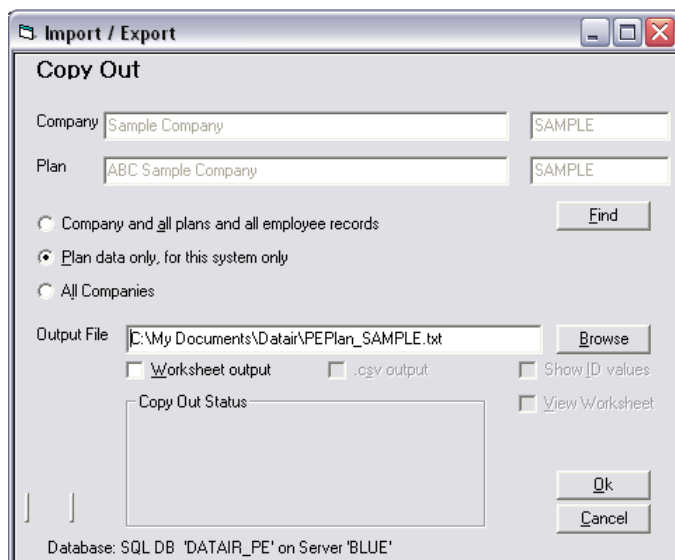 Import / Export
Copy Out
Company Sample Company SAMPLE
Plan ABC Sample Company SAMPLE
Find
Company and all plans and all employee records
Plan data only, for this system only
All Companies
Output File C:\My Documents\Datair\PEPlan_SAMPLE.txt Browse
Worksheet output .csv output Show ID values
Copy Out Status View Worksheet
Ok
Cancel
Database: SQL DB 'DATAIR_PE' on Server 'BLUE'